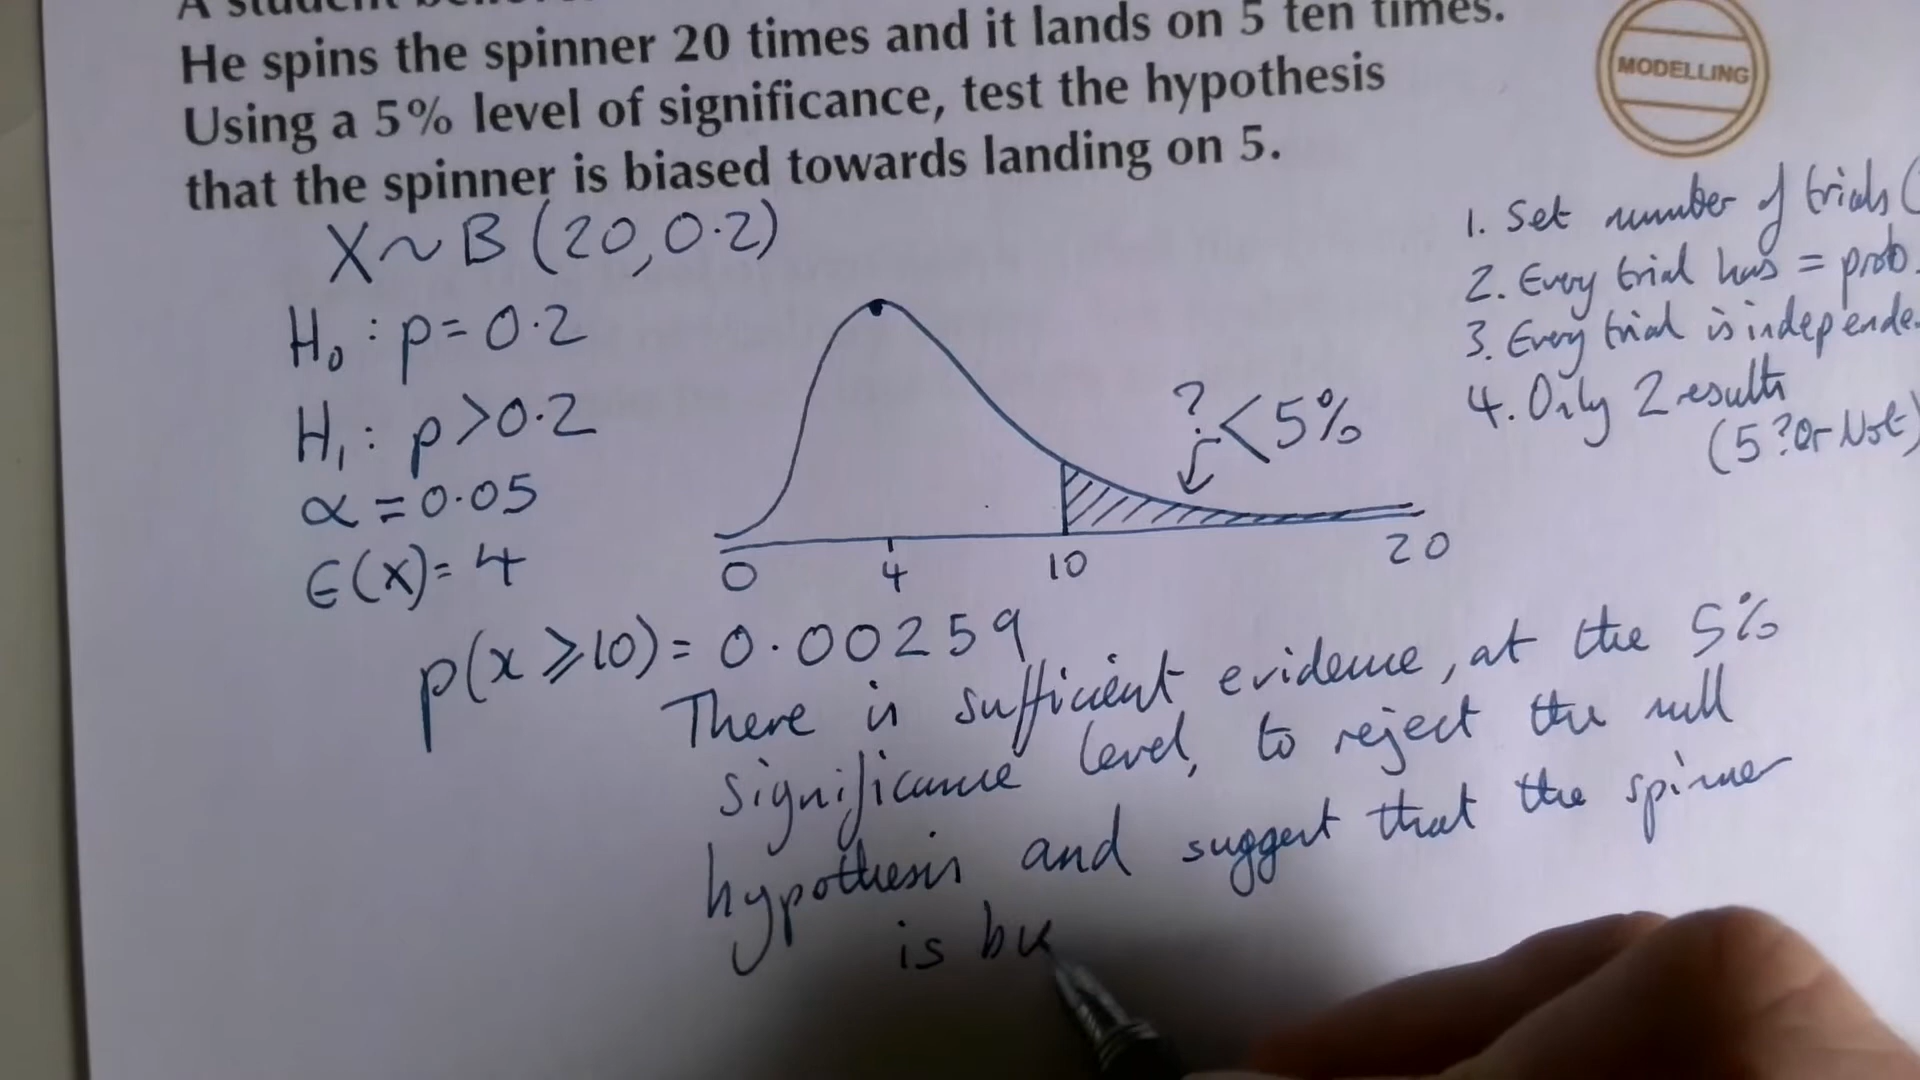 A student
He spins the spinner 20 times and it lands on 5 ten times.
Using a 5% level of significance, test the hypothesis
that the spinner is biased towards landing on 5.
MODELLING
X~B(20,0.2)
H₀: p=0.2
H₁: p>0.2
α=0.05
E(X)=4
? <5%
0 4 10 20
p(x⩾10)=0.00259
There is sufficient evidence, at the 5%
significance level, to reject the null
hypothesis and suggest that the spinner
is
1. Set number of trials (
2. Every trial has = prob.
3. Every trial is independe
4. Only 2 results
(5? Or Not)